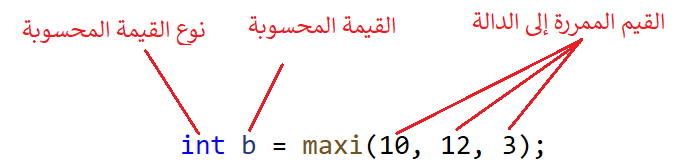 القيم الممررة إلى الدالة
القيمة المحسوبة
نوع القيمة المحسوبة
int b = maxi(10, 12, 3);